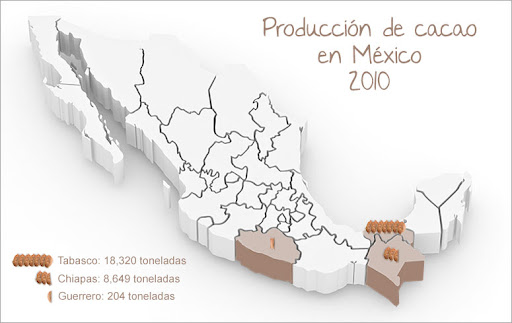 Producción de cacao
en México
2010
Tabasco: 18,320 toneladas
Chiapas: 8,649 toneladas
Guerrero: 204 toneladas